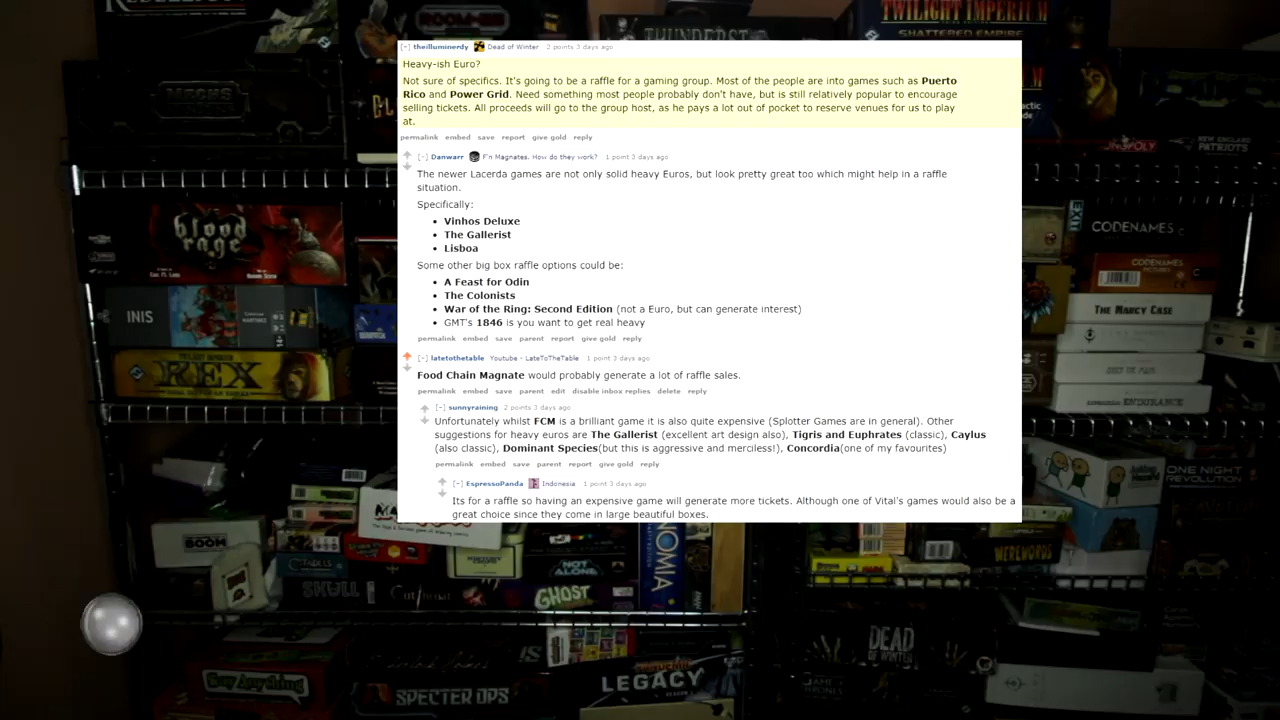 ROOM-25
TWILIGHT IMPERIUM
SHATTERED EMPIRE
THUNDERST
[-] theilluminerdy Dead of Winter 2 points 3 days ago
Heavy-ish Euro?
Not sure of specifics. It's going to be a raffle for a gaming group. Most of the people are into games such as Puerto
Rico and Power Grid. Need something most people probably don't have, but is still relatively popular to encourage
selling tickets. All proceeds will go to the group host, as he pays a lot out of pocket to reserve venues for us to play
at.
permalink embed save report give gold reply
[-] Danwarr F'n Magnates. How do they work? 1 point 3 days ago
The newer Lacerda games are not only solid heavy Euros, but look pretty great too which might help in a raffle
situation.
Specifically:
• Vinhos Deluxe
• The Gallerist
• Lisboa
Some other big box raffle options could be:
• A Feast for Odin
• The Colonists
• War of the Ring: Second Edition (not a Euro, but can generate interest)
• GMT's 1846 is you want to get real heavy
permalink embed save parent report give gold reply
[-] latetothetable Youtube - LateToTheTable 1 point 3 days ago
Food Chain Magnate would probably generate a lot of raffle sales.
permalink embed save parent edit disable inbox replies delete reply
[-] sunnyraining 2 points 3 days ago
Unfortunately whilst FCM is a brilliant game it is also quite expensive (Splotter Games are in general). Other
suggestions for heavy euros are The Gallerist (excellent art design also), Tigris and Euphrates (classic), Caylus
(also classic), Dominant Species(but this is aggressive and merciless!), Concordia(one of my favourites)
permalink embed save parent report give gold reply
[-] EspressoPanda Indonesia 1 point 3 days ago
Its for a raffle so having an expensive game will generate more tickets. Although one of Vital's games would also be a
great choice since they come in large beautiful boxes.
NEW ENGLAND
PATRIOTS
blood
rage
INIS
REX
EXIT
CODENAMES
CODENAMES
PICTURES
THE MARCY CASE
ENDURANCE
ONE NIGHT
REVOLUTION
BOOM
NOT
ALONE
GHOST
WEREWORDS
Say Anything
SPECTER OPS
LEGACY
DEAD
OF WINTER